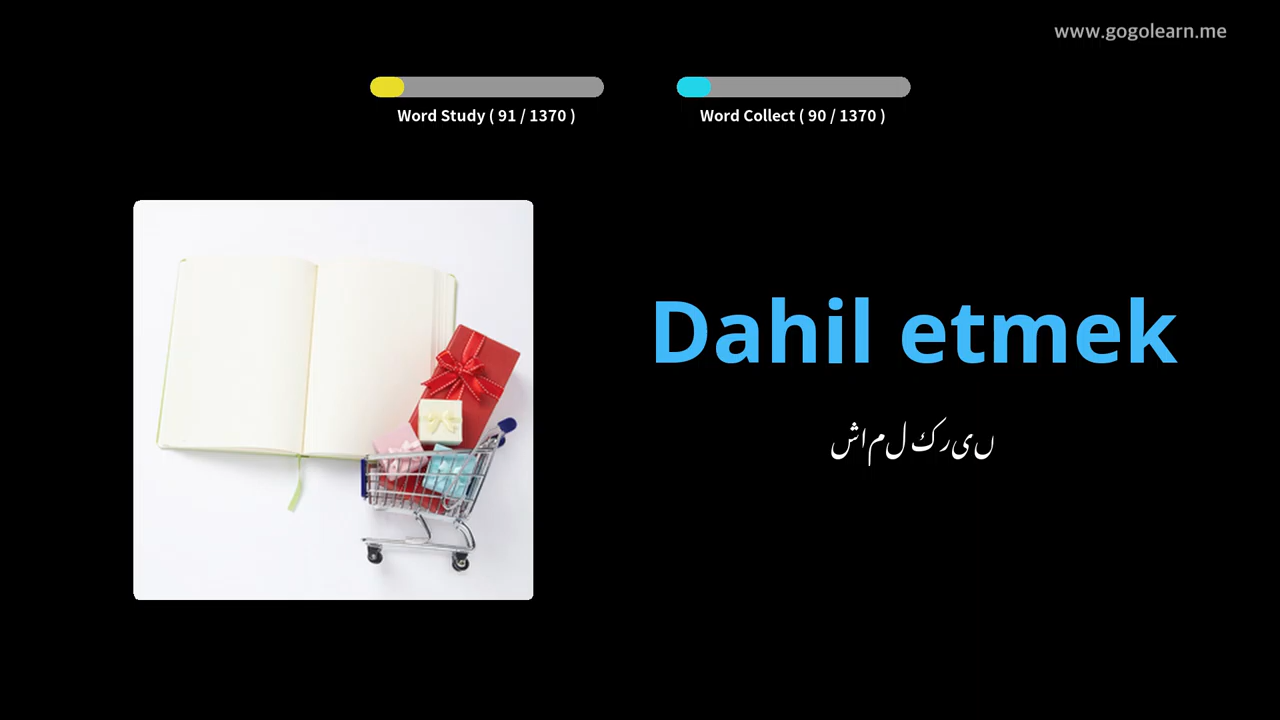 www.gogolearn.me
Word Study ( 91 / 1370 )
Word Collect ( 90 / 1370 )
Dahil etmek
شامل کریں